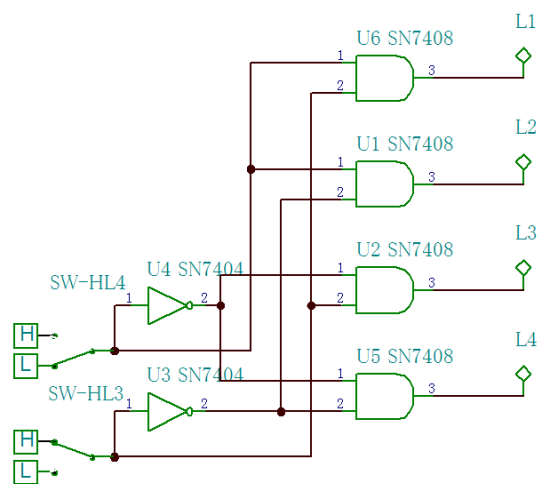 L1
U6 SN7408
1
3
2
L2
U1 SN7408
1
3
2
L3
U2 SN7408
U4 SN7404
1
SW-HL4
3
1
2
2
H
L4
U5 SN7408
L
U3 SN7404
1
SW-HL3
3
1
2
2
H
L